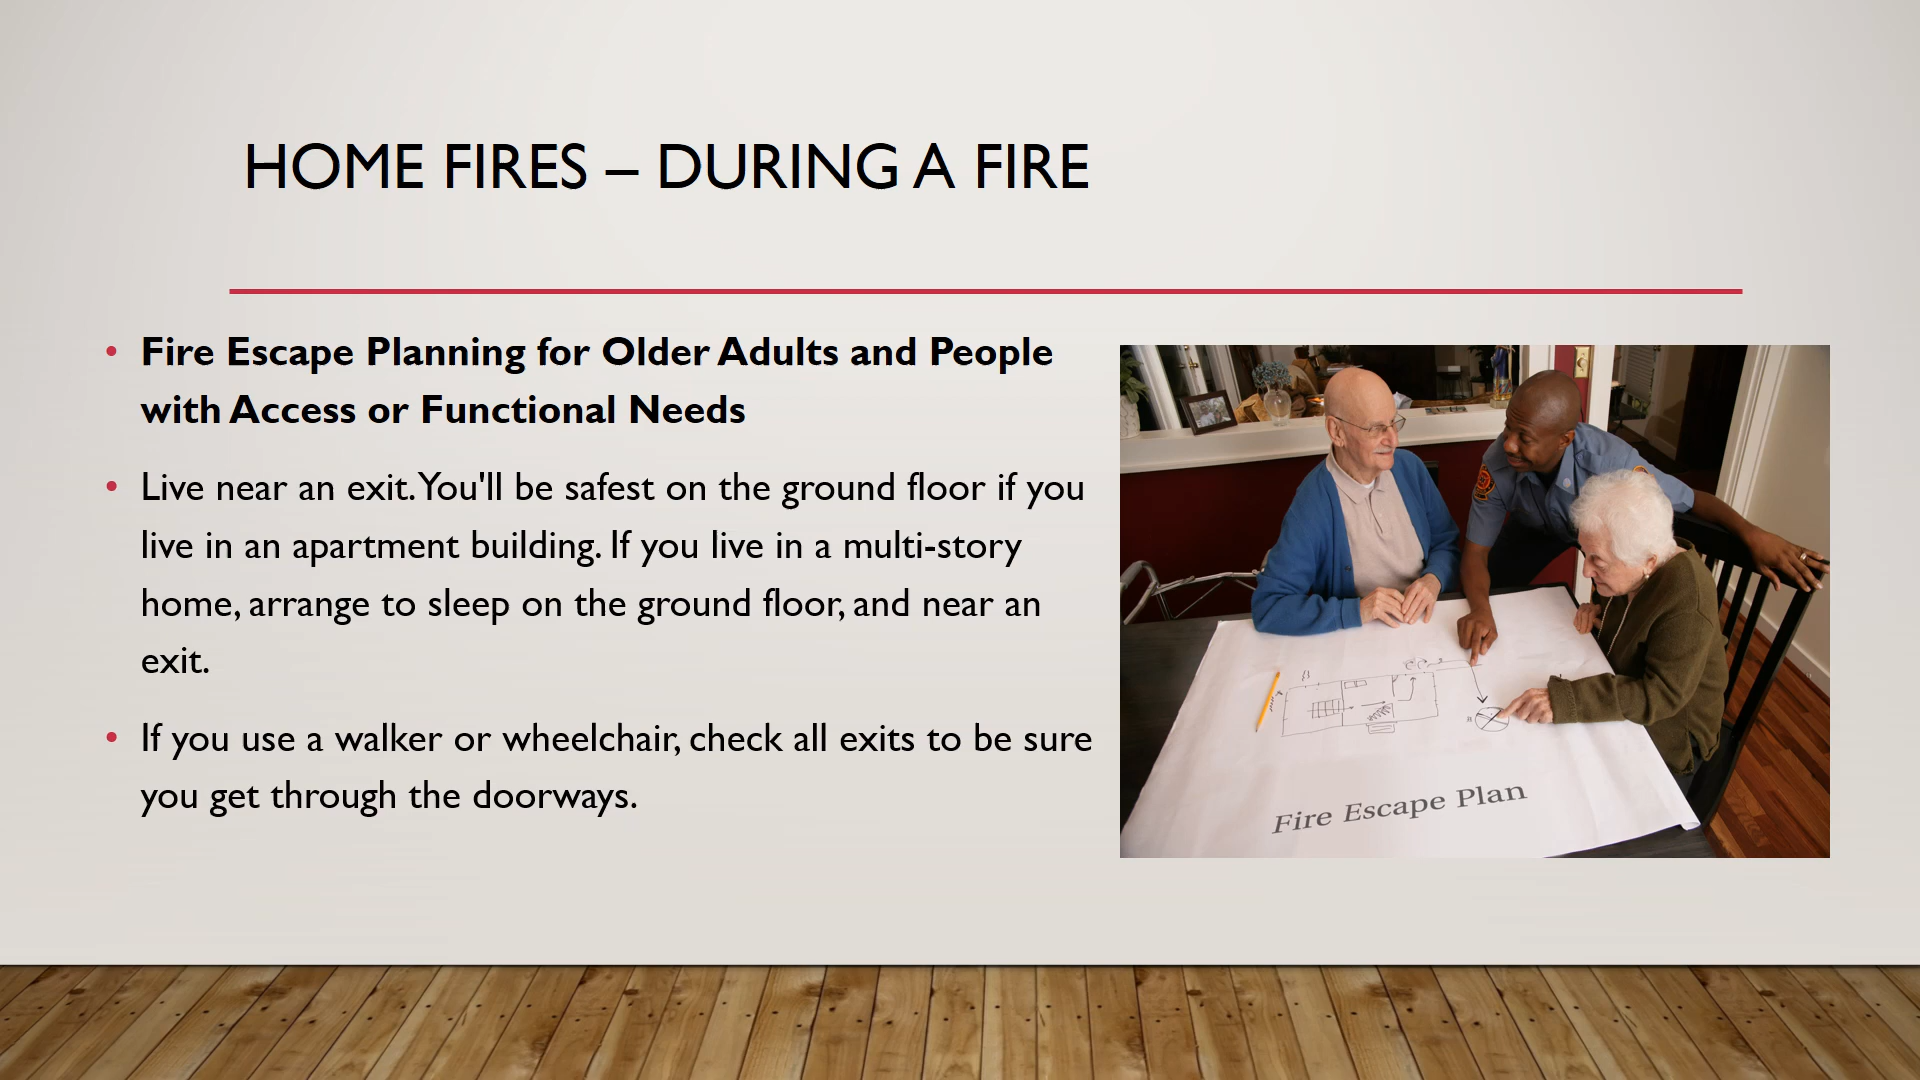 HOME FIRES – DURING A FIRE
• Fire Escape Planning for Older Adults and People
with Access or Functional Needs
• Live near an exit. You'll be safest on the ground floor if you
live in an apartment building. If you live in a multi-story
home, arrange to sleep on the ground floor, and near an
exit.
• If you use a walker or wheelchair, check all exits to be sure
you get through the doorways.
Fire Escape Plan